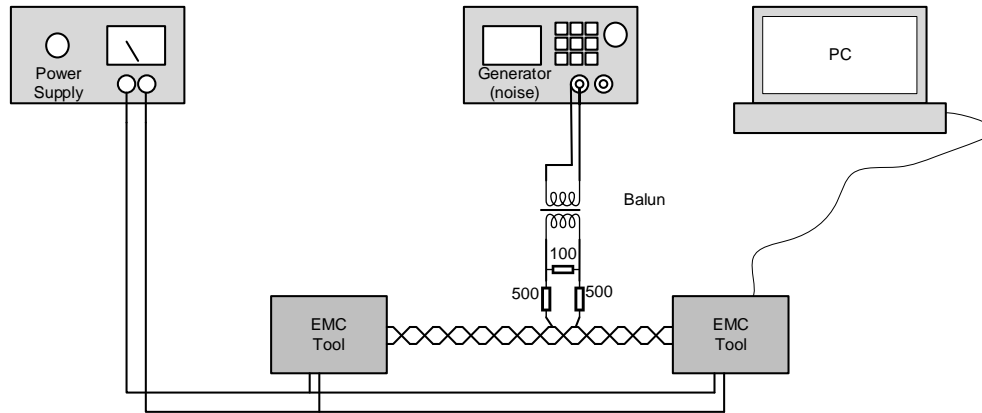 Power
Supply
Generator
(noise)
PC
Balun
100
500
500
EMC
Tool
EMC
Tool